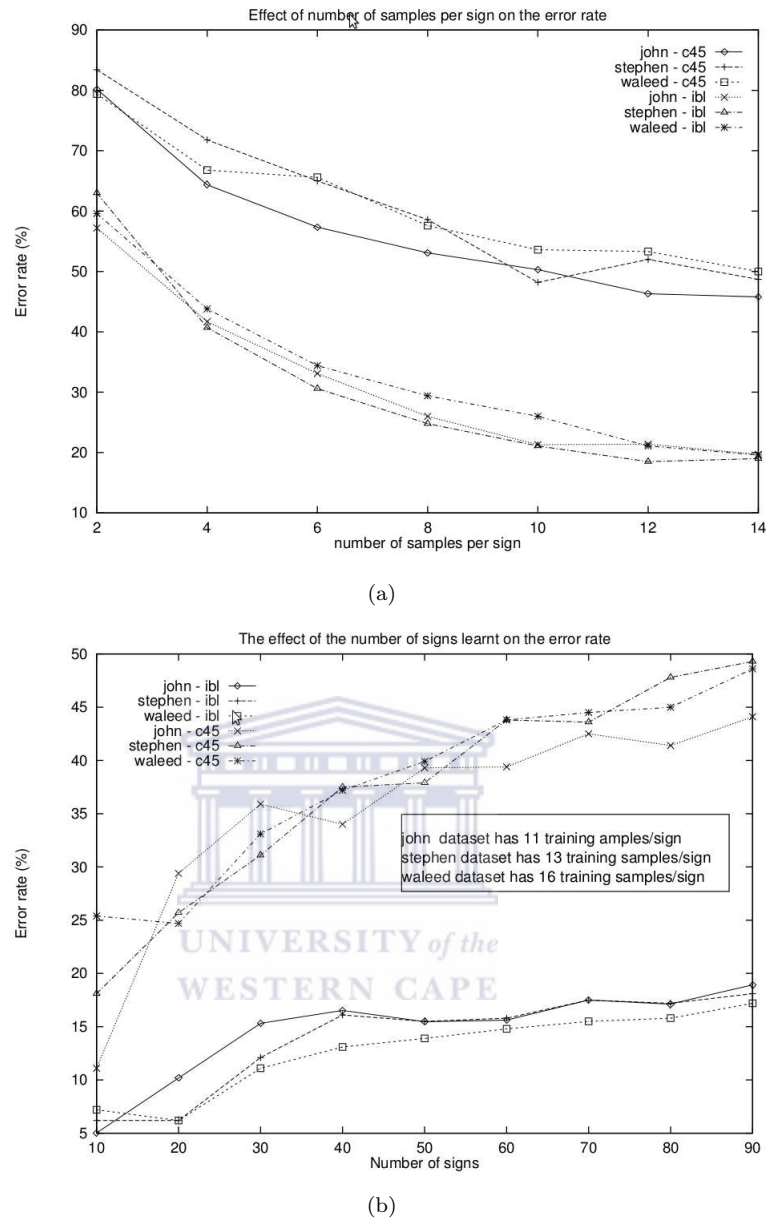 Effect of number of samples per sign on the error rate
90
80
70
60
50
40
30
20
10
Error rate (%)
john - c45
stephen - c45
waleed - c45
john - ibl
stephen - ibl
waleed - ibl
2 4 6 8 10 12 14
number of samples per sign
(a)
The effect of the number of signs learnt on the error rate
50
45
40
35
30
25
20
15
10
5
Error rate (%)
john - ibl
stephen - ibl
waleed - ibl
john - c45
stephen - c45
waleed - c45
john dataset has 11 training amples/sign
stephen dataset has 13 training samples/sign
waleed dataset has 16 training samples/sign
UNIVERSITY of the
WESTERN CAPE
10 20 30 40 50 60 70 80 90
Number of signs
(b)